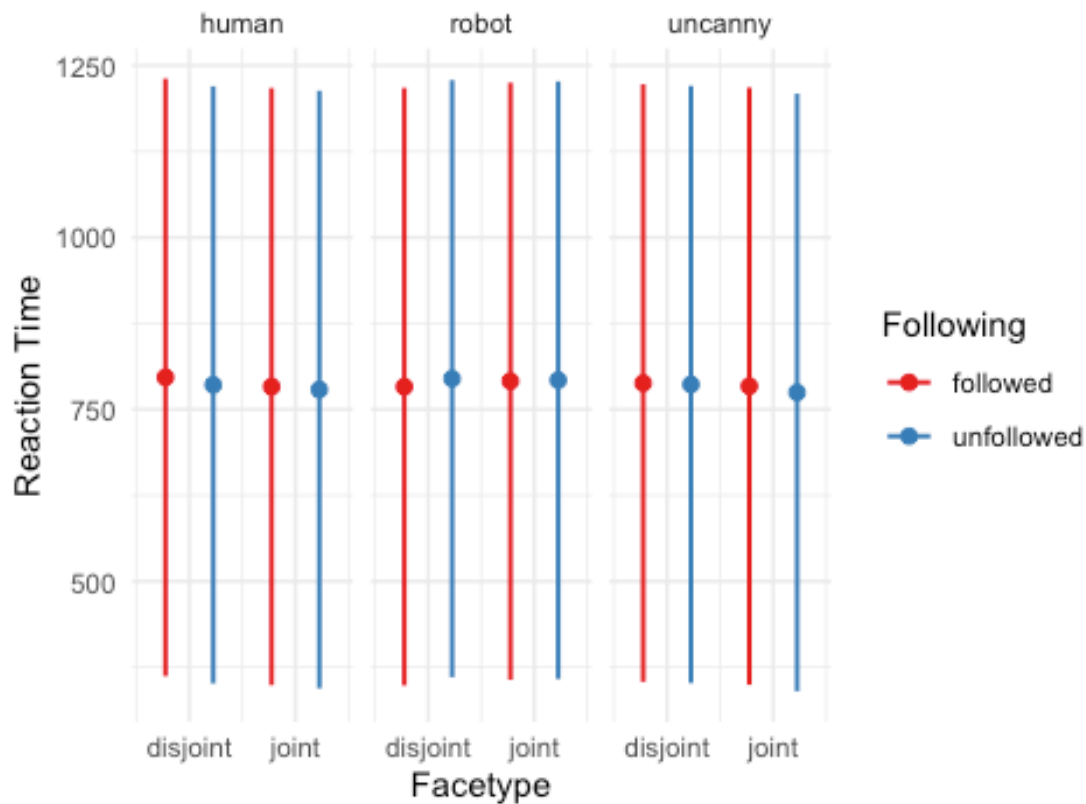 human robot uncanny
1250
1000
750
500
Reaction Time
disjoint joint disjoint joint disjoint joint
Facetype
Following
followed
unfollowed